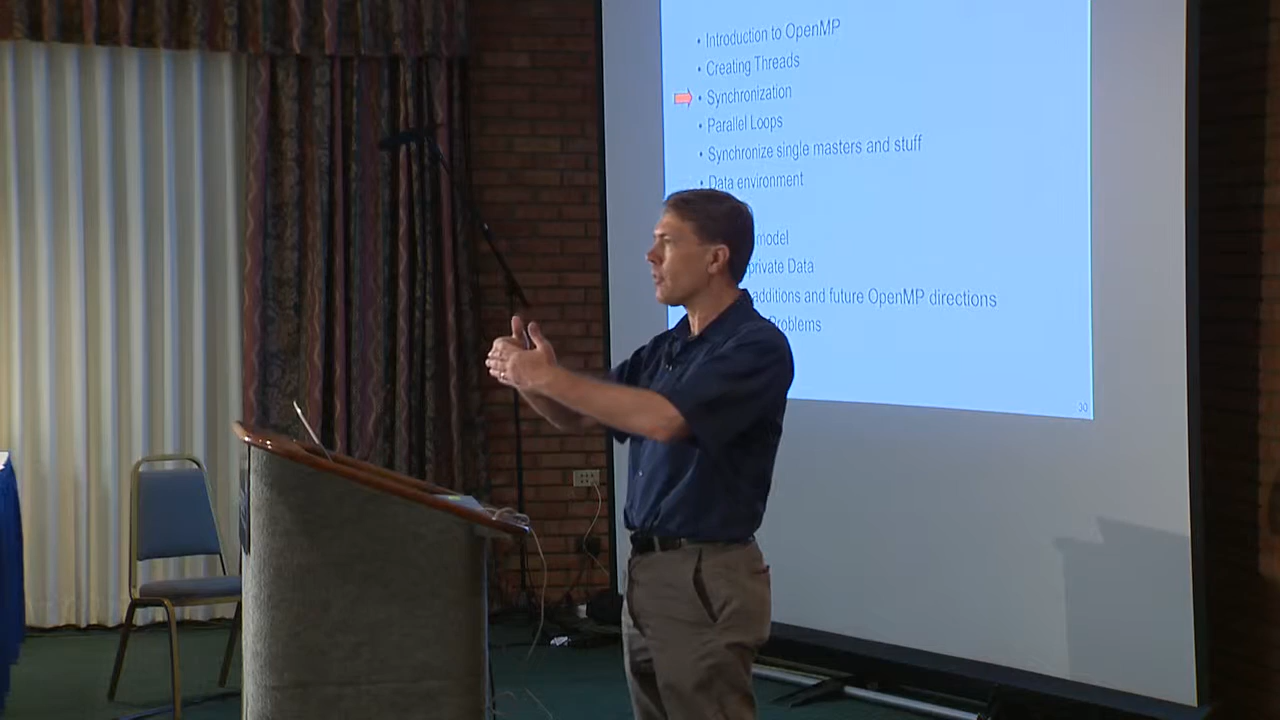 • Introduction to OpenMP
• Creating Threads
• Synchronization
• Parallel Loops
• Synchronize single masters and stuff
• Data environment
model
private Data
additions and future OpenMP directions
Problems
30